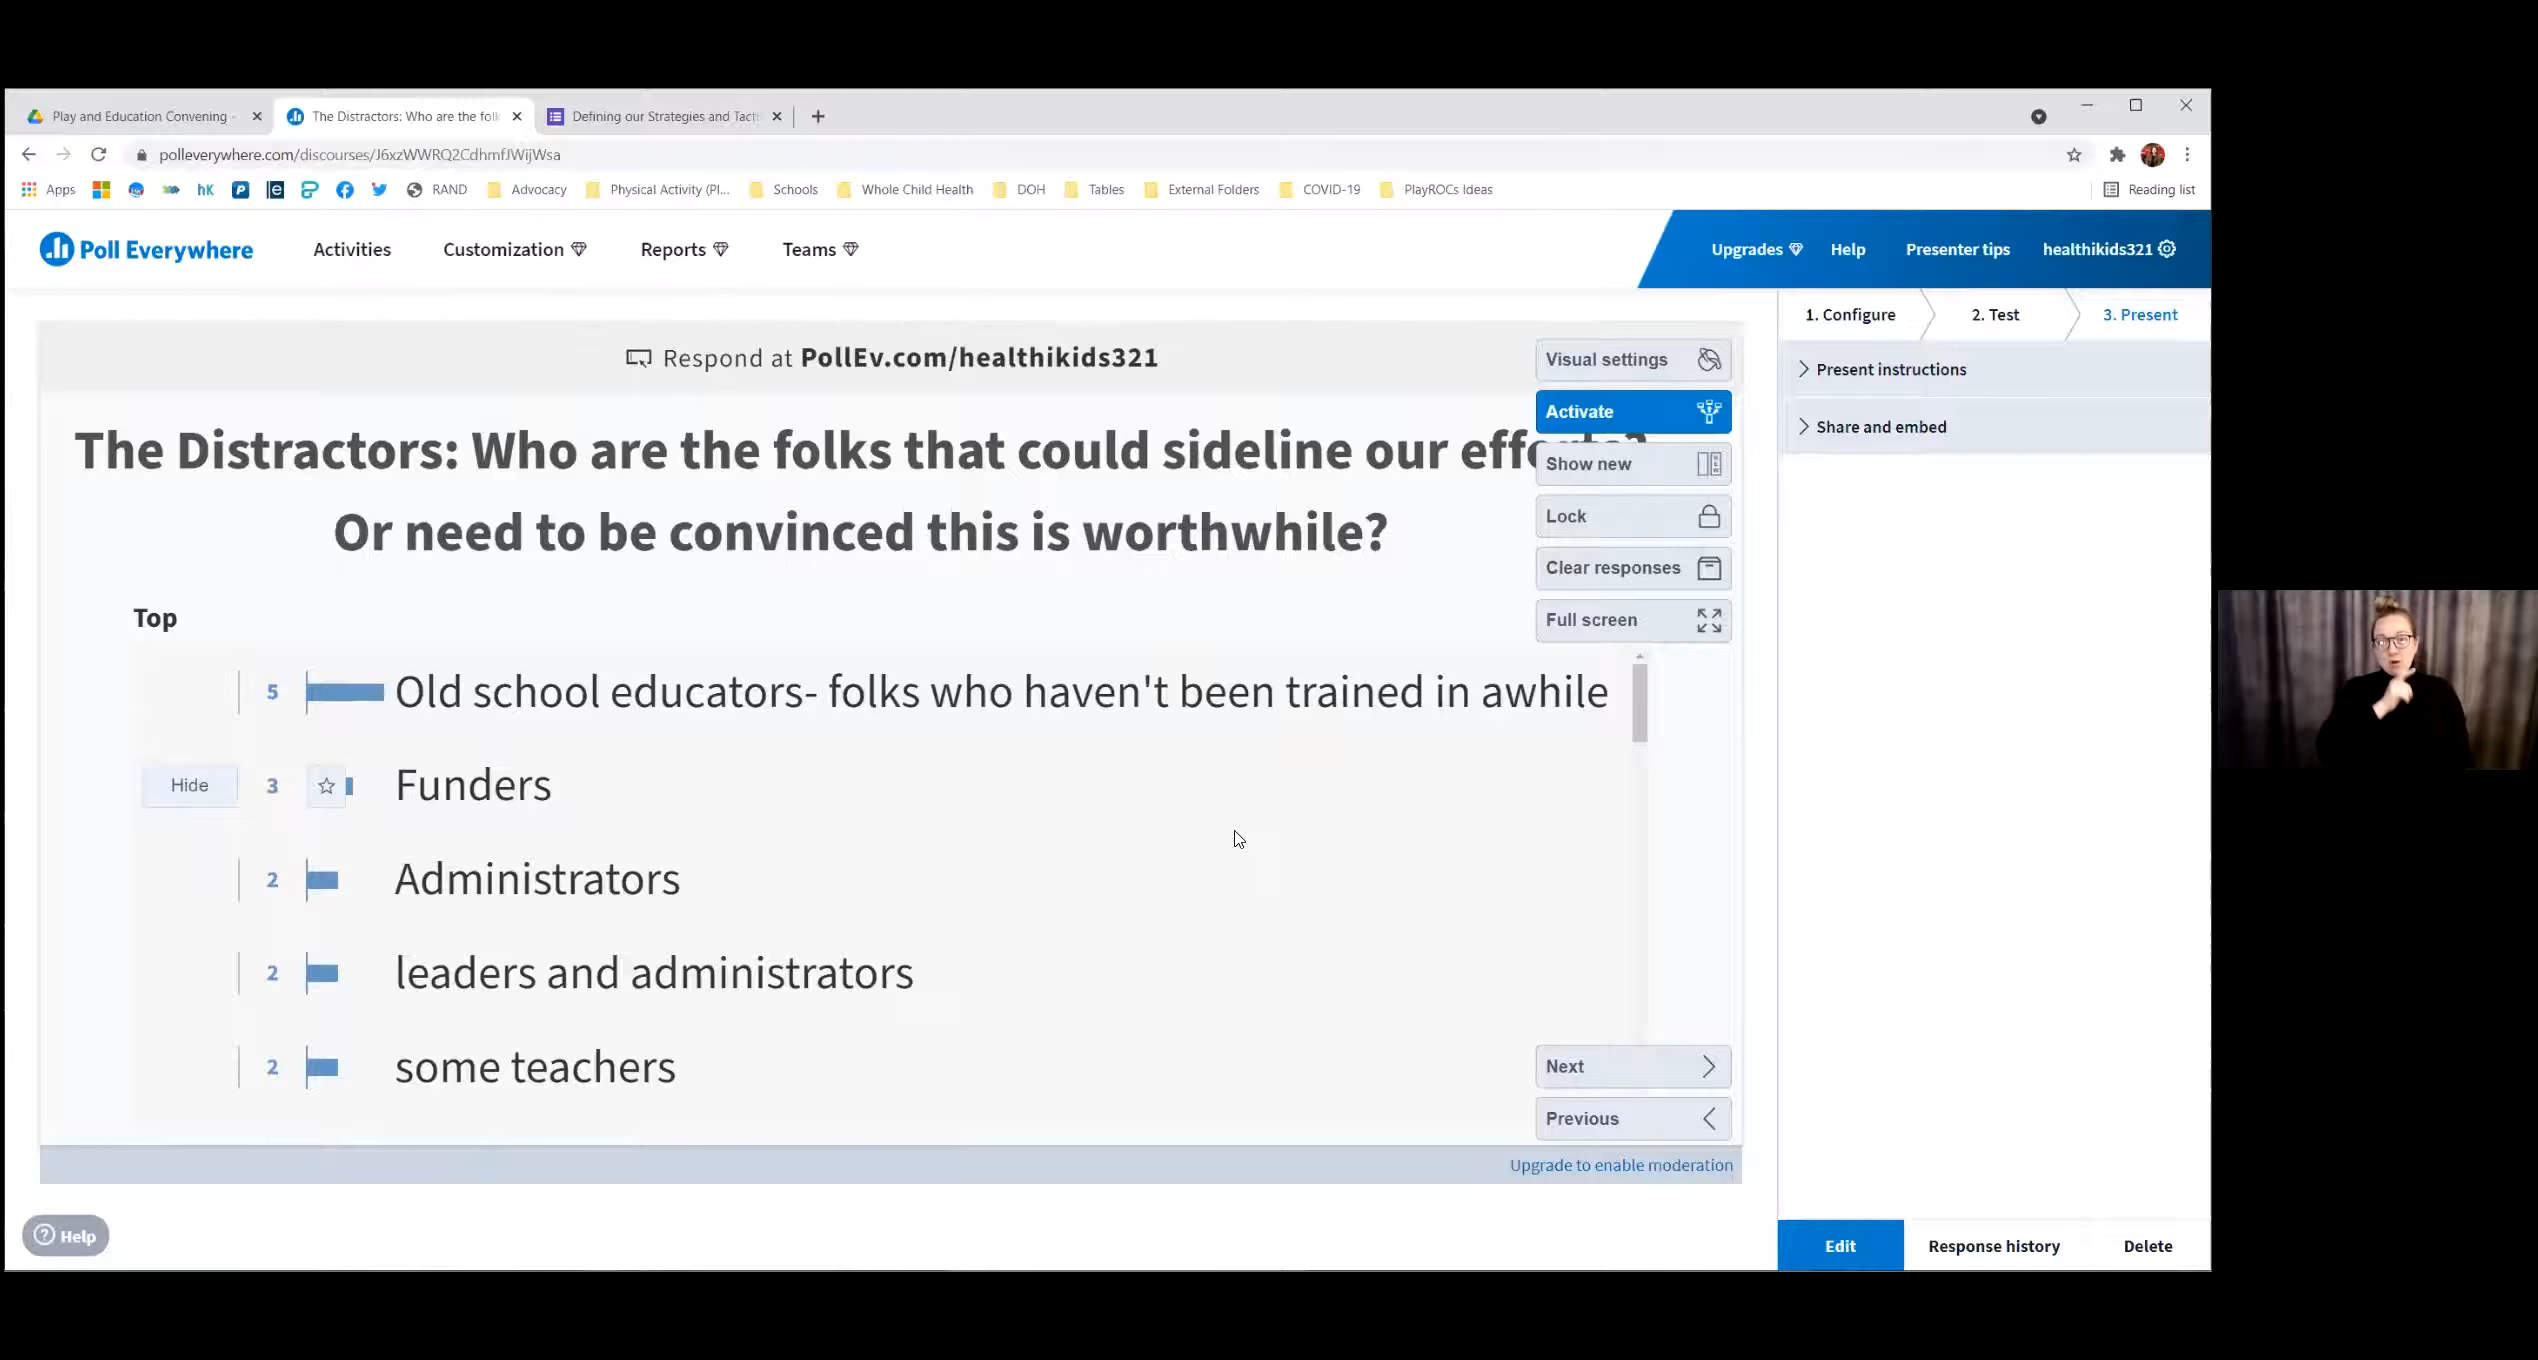 Play and Education Convening -
The Distractors: Who are the foll
Defining our Strategies and Tact
polleverywhere.com/discourses/J6xzWWRQ2CdhmfJWijWsa
Apps
hK
RAND
Advocacy
Physical Activity (Pl...
Schools
Whole Child Health
DOH
Tables
External Folders
COVID-19
PlayROCs Ideas
Reading list
Poll Everywhere
Activities
Customization
Reports
Teams
Upgrades
Help
Presenter tips
healthikids321
1. Configure
2. Test
3. Present
Present instructions
Share and embed
Respond at PollEv.com/healthikids321
The Distractors: Who are the folks that could sideline our
Or need to be convinced this is worthwhile?
Visual settings
Activate
Show new
Lock
Clear responses
Full screen
Top
5 Old school educators- folks who haven't been trained in awhile
Hide 3 Funders
2 Administrators
2 leaders and administrators
2 some teachers
Next
Previous
Upgrade to enable moderation
Help
Edit
Response history
Delete